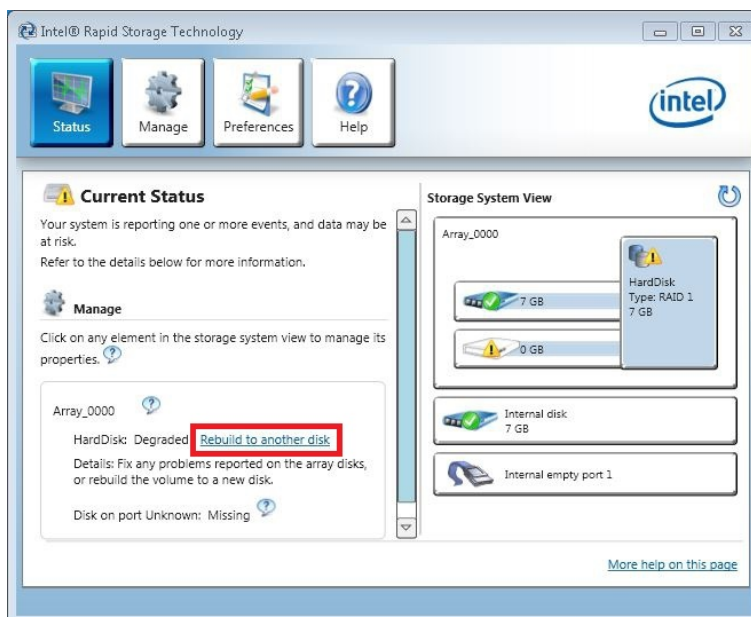 Intel® Rapid Storage Technology
Status
Manage
Preferences
Help
intel
Current Status
Your system is reporting one or more events, and data may be
at risk.
Refer to the details below for more information.
Manage
Click on any element in the storage system view to manage its
properties.
Array_0000
HardDisk: Degraded Rebuild to another disk
Details: Fix any problems reported on the array disks,
or rebuild the volume to a new disk.
Disk on port Unknown: Missing
Storage System View
Array_0000
7 GB
0 GB
HardDisk
Type: RAID 1
7 GB
Internal disk
7 GB
Internal empty port 1
More help on this page